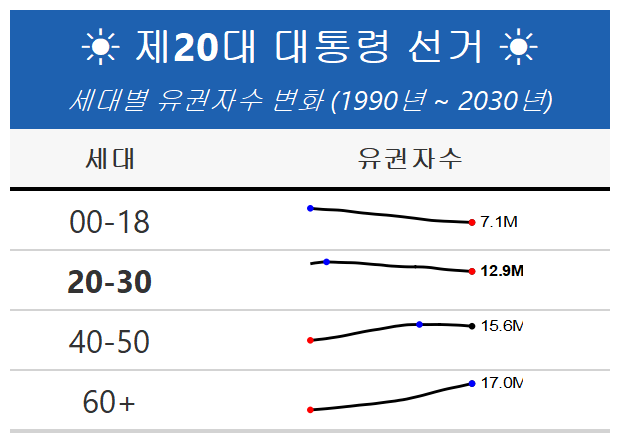 ☀ 제20대 대통령 선거 ☀
세대별 유권자수 변화 (1990년 ~ 2030년)
세대 유권자수
00-18 7.1M
20-30 12.9M
40-50 15.6M
60+ 17.0M